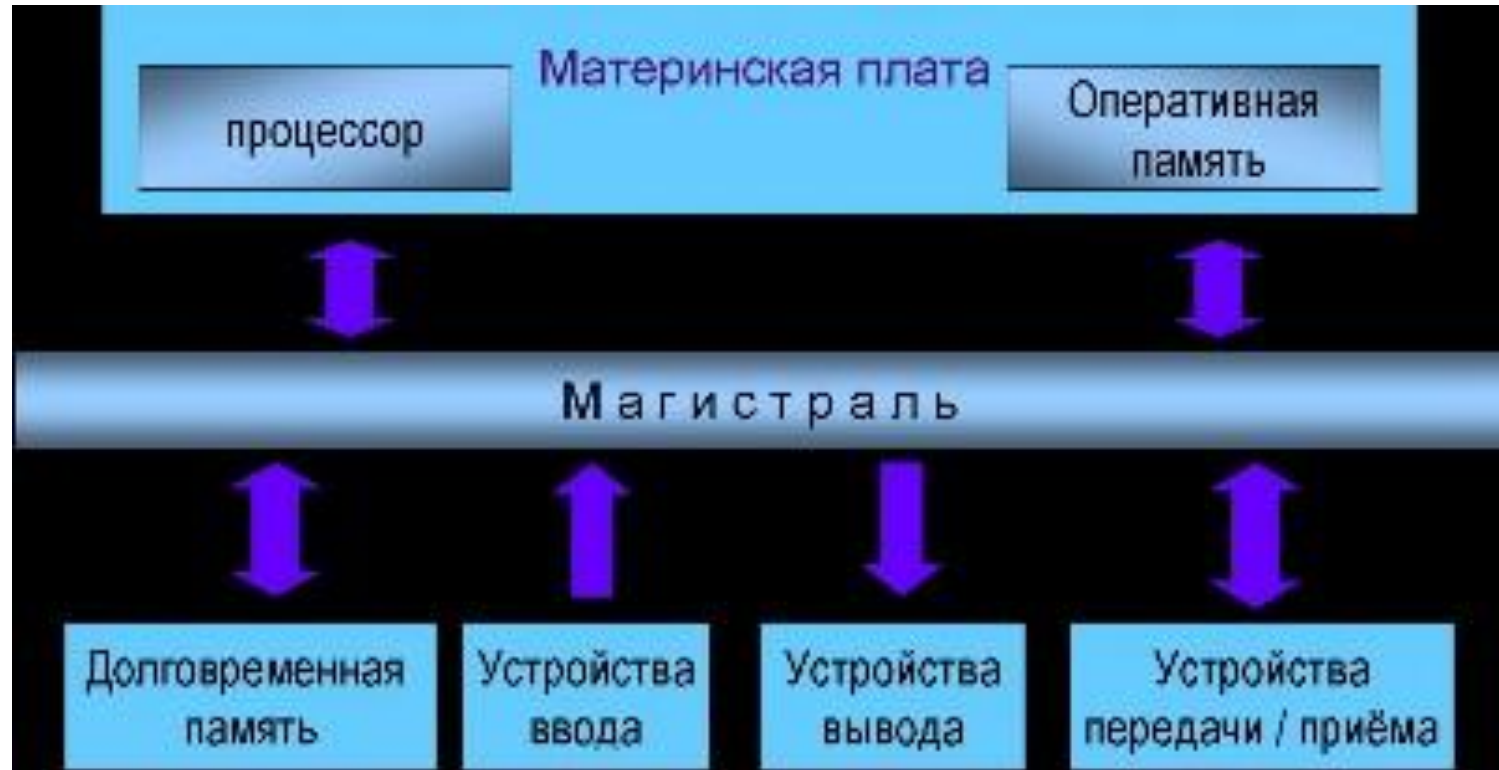 Материнская плата
процессор
Оперативная
память
Магистраль
Долговременная
память
Устройства
ввода
Устройства
вывода
Устройства
передачи / приёма